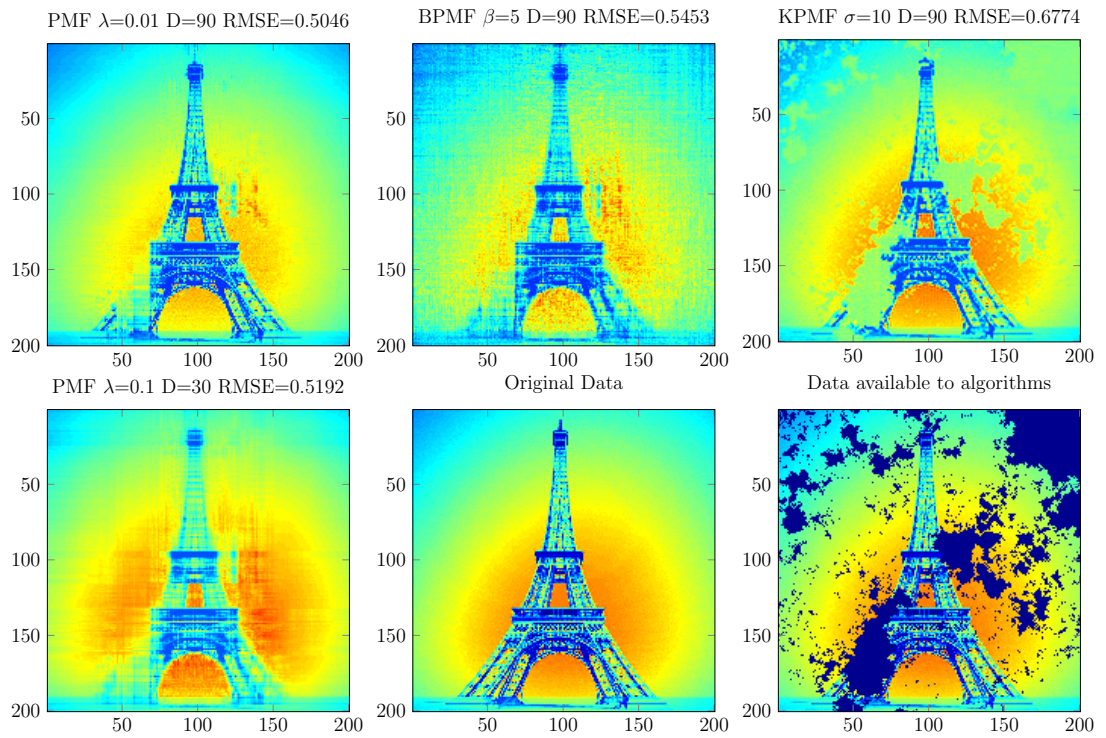 PMF λ=0.01 D=90 RMSE=0.5046
50
100
150
200
50 100 150 200
BPMF β=5 D=90 RMSE=0.5453
50
100
150
200
50 100 150 200
KPMF σ=10 D=90 RMSE=0.6774
50
100
150
200
50 100 150 200
PMF λ=0.1 D=30 RMSE=0.5192
50
100
150
200
50 100 150 200
Original Data
50
100
150
200
50 100 150 200
Data available to algorithms
50
100
150
200
50 100 150 200